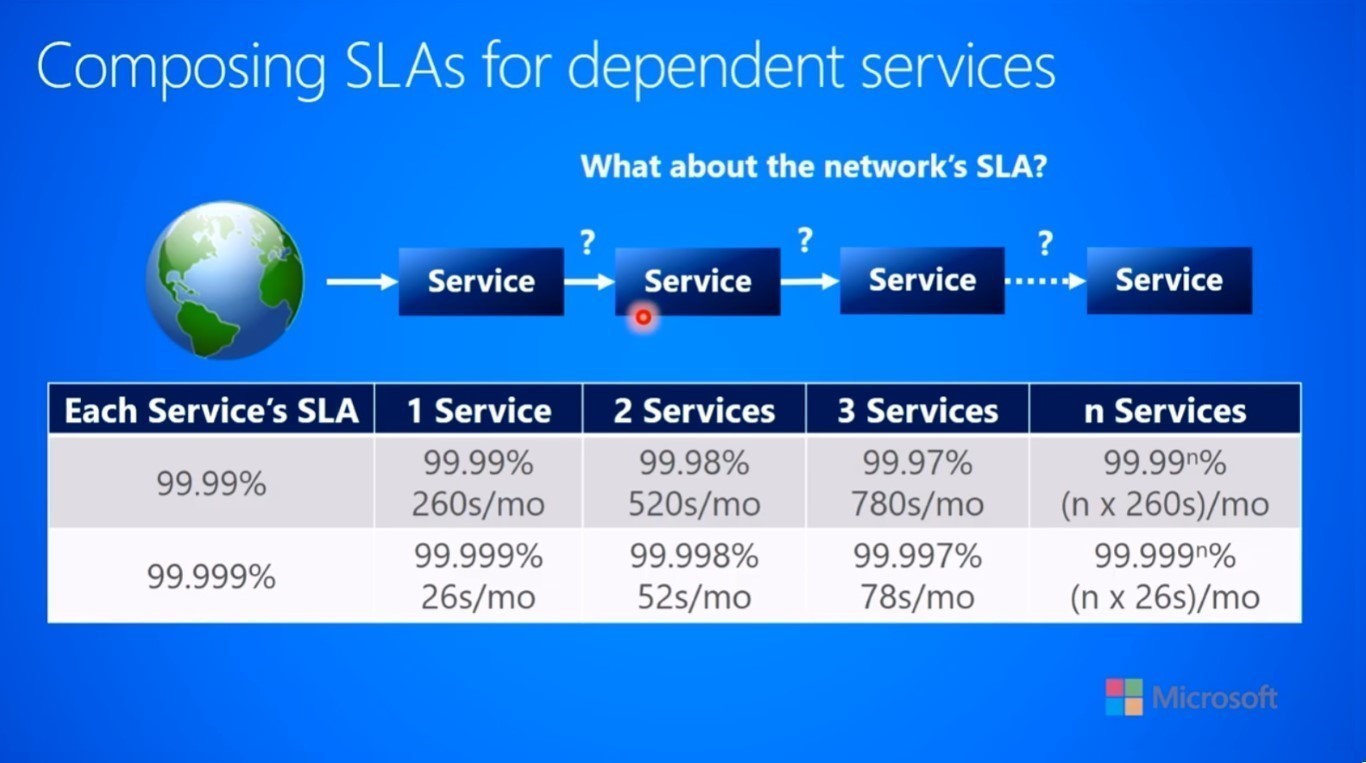 Composing SLAs for dependent services
What about the network's SLA?
? ? ?
Service Service Service Service
Each Service's SLA 1 Service 2 Services 3 Services n Services
99.99% 99.99% 99.98% 99.97% 99.99ⁿ%
260s/mo 520s/mo 780s/mo (n x 260s)/mo
99.999% 99.999% 99.998% 99.997% 99.999ⁿ%
26s/mo 52s/mo 78s/mo (n x 26s)/mo
Microsoft